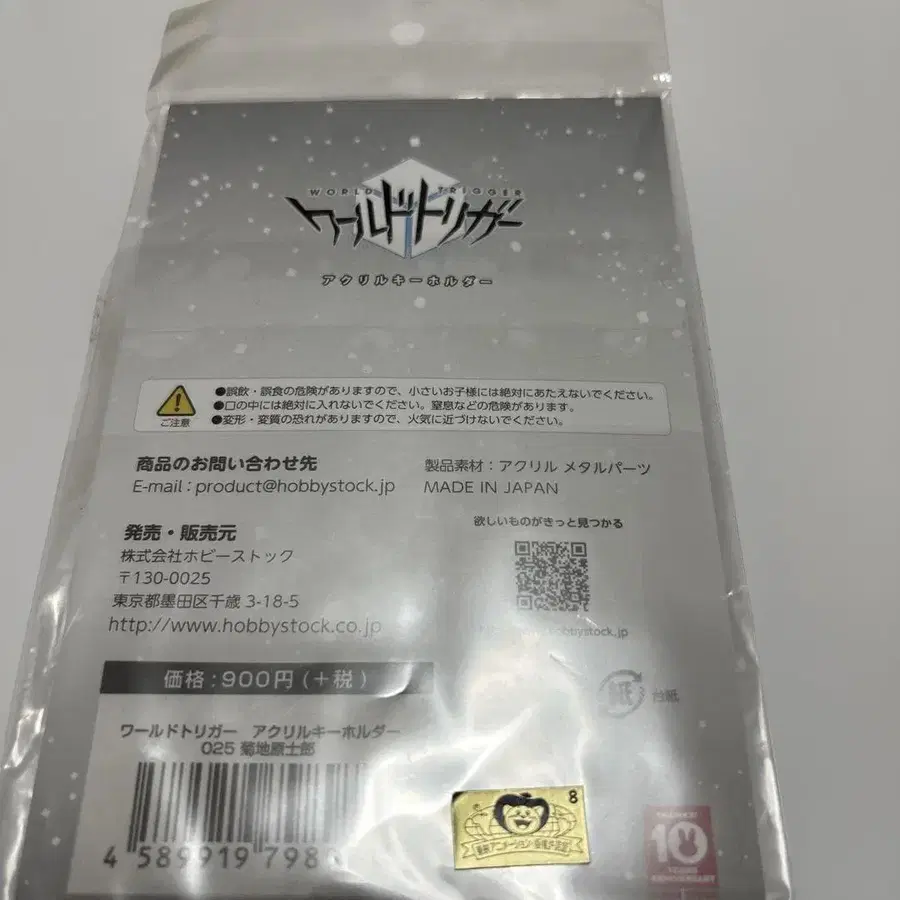 WORLD TRIGGER
ワールドトリガー
アクリルキーホルダー
ご注意
●誤飲・誤食の危険がありますので、小さいお子様には絶対にあたえないでください。
●口の中には絶対に入れないでください。窒息などの危険があります。
●変形・変質の恐れがありますので、火気に近づけないでください。
商品のお問い合わせ先
E-mail : product@hobbystock.jp
製品素材：アクリル メタルパーツ
MADE IN JAPAN
発売・販売元
株式会社ホビーストック
〒130-0025
東京都墨田区千歳 3-18-5
http://www.hobbystock.co.jp
欲しいものがきっと見つかる
hobbystock.jp
紙 台紙
価格 : 900円 (+税)
ワールドトリガー　アクリルキーホルダー
025 菊地原士郎
4 589919 798
8
10
ANNIVERSARY